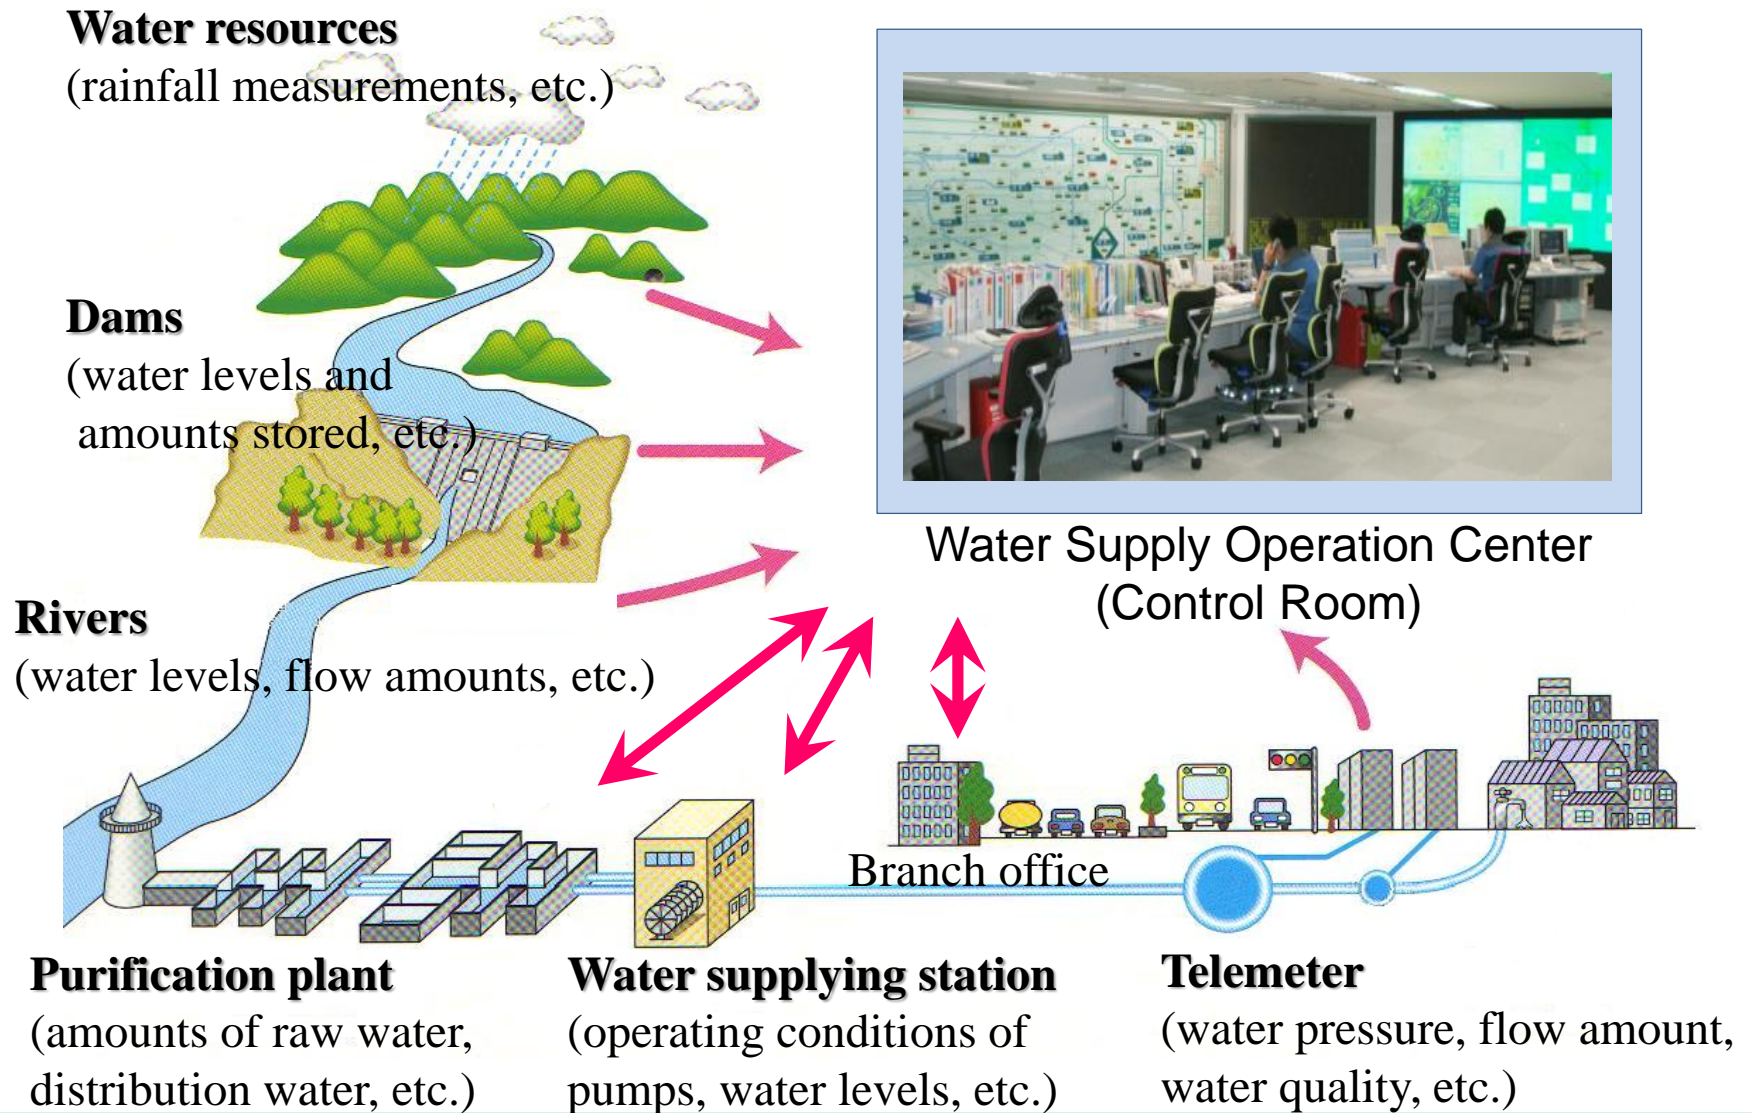 Water resources
(rainfall measurements, etc.)
Dams
(water levels and
amounts stored, etc.)
Rivers
(water levels, flow amounts, etc.)
Water Supply Operation Center
(Control Room)
Branch office
Purification plant
(amounts of raw water,
distribution water, etc.)
Water supplying station
(operating conditions of
pumps, water levels, etc.)
Telemeter
(water pressure, flow amount,
water quality, etc.)